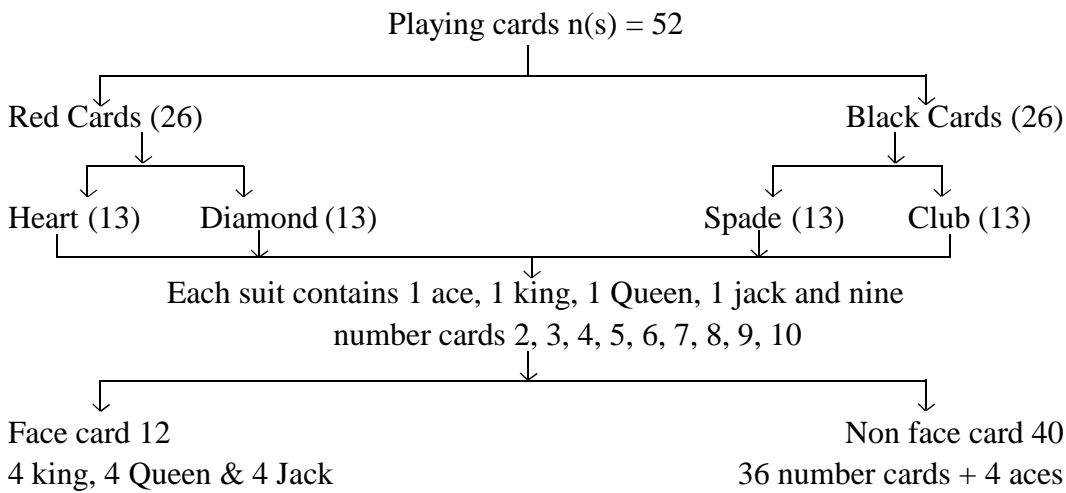 Playing cards n(s) = 52
Red Cards (26)
Black Cards (26)
Heart (13)
Diamond (13)
Spade (13)
Club (13)
Each suit contains 1 ace, 1 king, 1 Queen, 1 jack and nine
number cards 2, 3, 4, 5, 6, 7, 8, 9, 10
Face card 12
4 king, 4 Queen & 4 Jack
Non face card 40
36 number cards + 4 aces